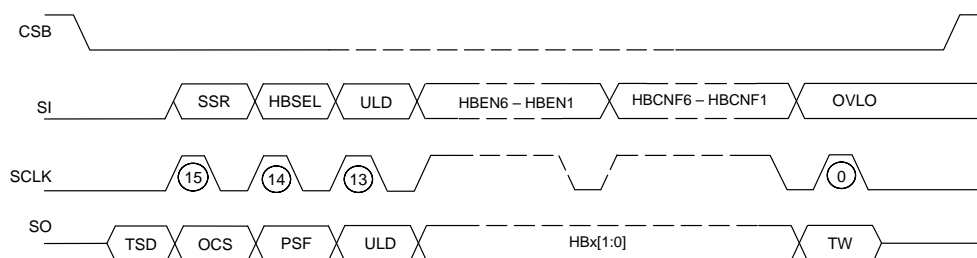 CSB
SI SSR HBSEL ULD HBEN6 – HBEN1 HBCNF6 – HBCNF1 OVLO
SCLK 15 14 13 0
SO TSD OCS PSF ULD HBx[1:0] TW